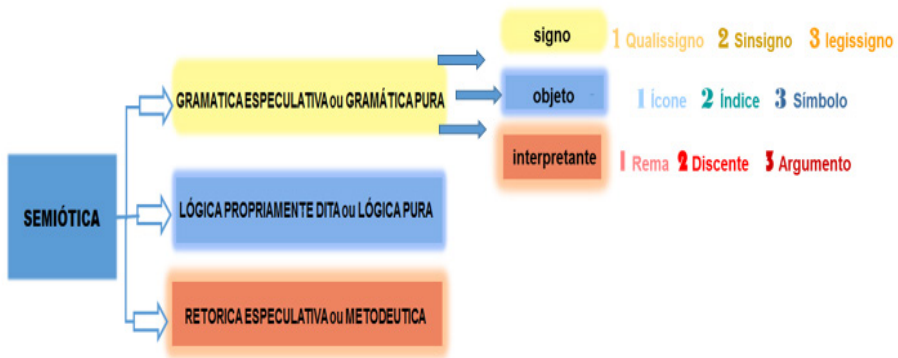 signo
1 Qualissigno 2 Sinsigno 3 legissigno
GRAMATICA ESPECULATIVA ou GRAMÁTICA PURA
objeto
1 Ícone 2 Índice 3 Símbolo
interpretante
1 Rema 2 Discente 3 Argumento
SEMIÓTICA
LÓGICA PROPRIAMENTE DITA ou LÓGICA PURA
RETORICA ESPECULATIVA ou METODEUTICA